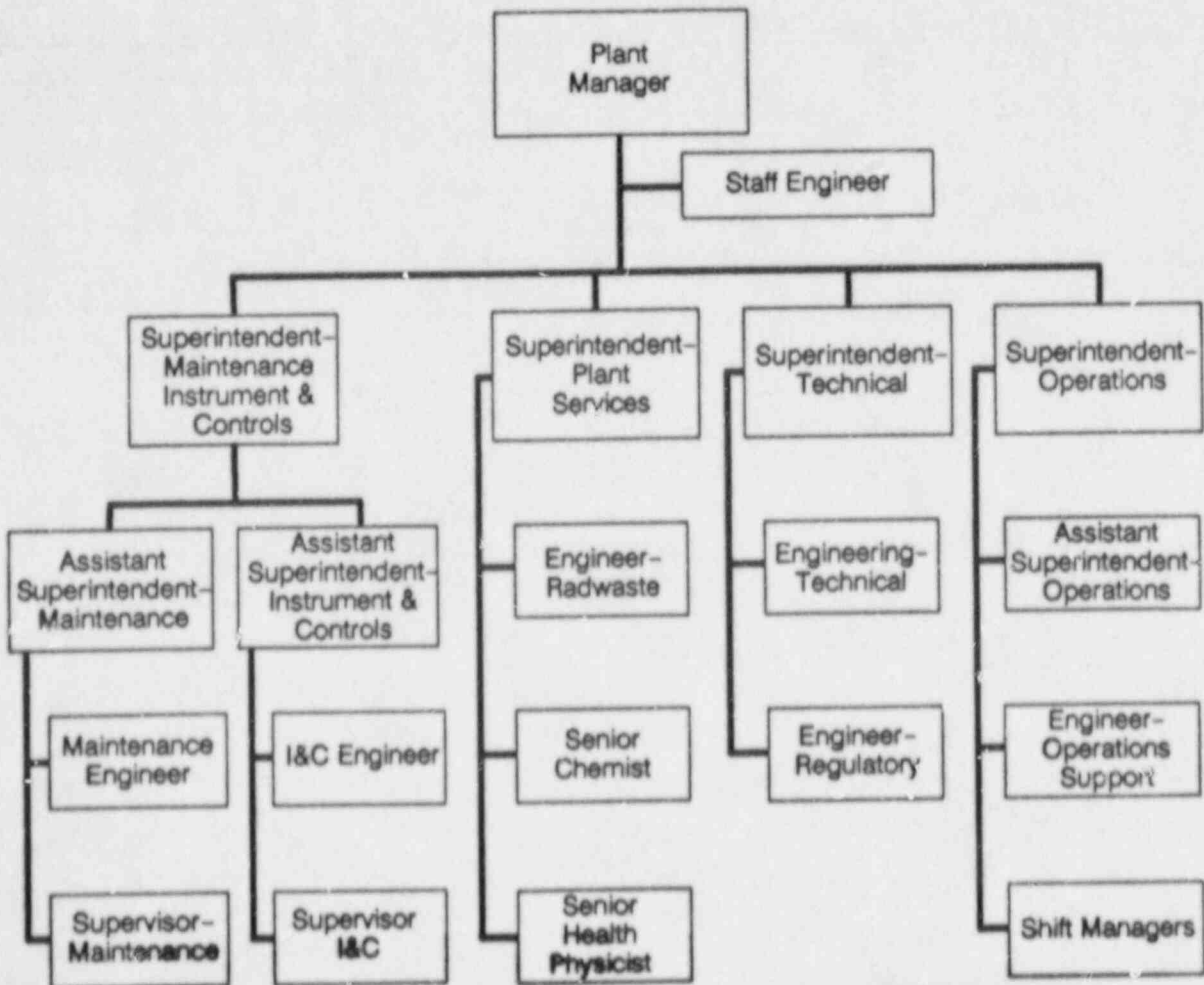 Plant
Manager
Staff Engineer
Superintendent–
Maintenance
Instrument &
Controls
Superintendent–
Plant
Services
Superintendent–
Technical
Superintendent–
Operations
Assistant
Superintendent–
Maintenance
Assistant
Superintendent–
Instrument &
Controls
Engineer–
Radwaste
Engineering–
Technical
Assistant
Superintendent–
Operations
Maintenance
Engineer
I&C Engineer
Senior
Chemist
Engineer–
Regulatory
Engineer–
Operations
Support
Supervisor–
Maintenance
Supervisor
I&C
Senior
Health
Physicist
Shift Managers